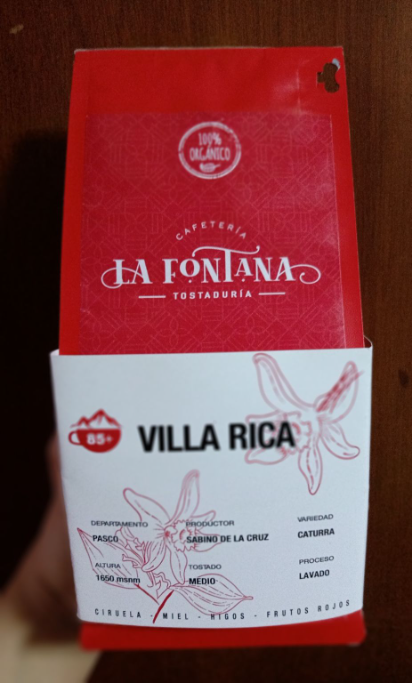 100%
ORGÁNICO
CAFETERÍA
LA FONTANA
TOSTADURÍA
85+
VILLA RICA
DEPARTAMENTO
PASCO
PRODUCTOR
SABINO DE LA CRUZ
VARIEDAD
CATURRA
ALTURA
1650 msnm
TOSTADO
MEDIO
PROCESO
LAVADO
CIRUELA - MIEL - HIGOS - FRUTOS ROJOS